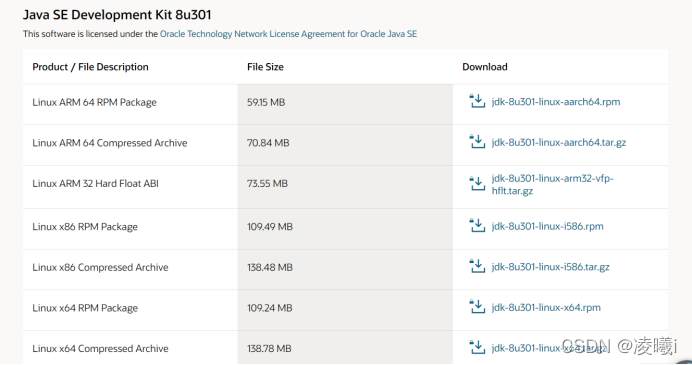 Java SE Development Kit 8u301
This software is licensed under the Oracle Technology Network License Agreement for Oracle Java SE
Product / File Description File Size Download
Linux ARM 64 RPM Package 59.15 MB jdk-8u301-linux-aarch64.rpm
Linux ARM 64 Compressed Archive 70.84 MB jdk-8u301-linux-aarch64.tar.gz
Linux ARM 32 Hard Float ABI 73.55 MB jdk-8u301-linux-arm32-vfp-
hflt.tar.gz
Linux x86 RPM Package 109.49 MB jdk-8u301-linux-i586.rpm
Linux x86 Compressed Archive 138.48 MB jdk-8u301-linux-i586.tar.gz
Linux x64 RPM Package 109.24 MB jdk-8u301-linux-x64.rpm
Linux x64 Compressed Archive 138.78 MB jdk-8u301-linux-x64.tar.gz
CSDN @凌曦i